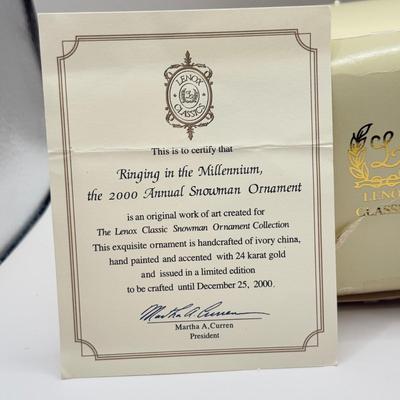 LENOX
CLASSICS
This is to certify that
Ringing in the Millennium,
the 2000 Annual Snowman Ornament
is an original work of art created for
The Lenox Classic Snowman Ornament Collection
This exquisite ornament is handcrafted of ivory china,
hand painted and accented with 24 karat gold
and issued in a limited edition
to be crafted until December 25, 2000.
Martha A Curren
Martha A, Curren
President
LENO
CLASSIC